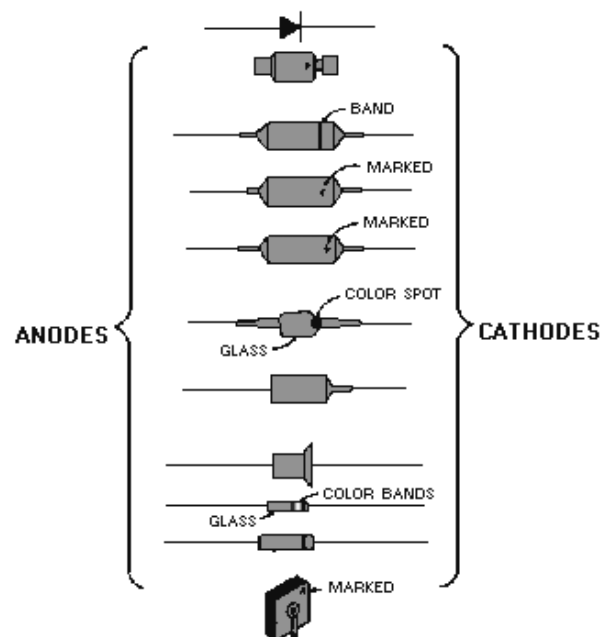 BAND
MARKED
MARKED
COLOR SPOT
ANODES
CATHODES
GLASS
COLOR BANDS
GLASS
MARKED